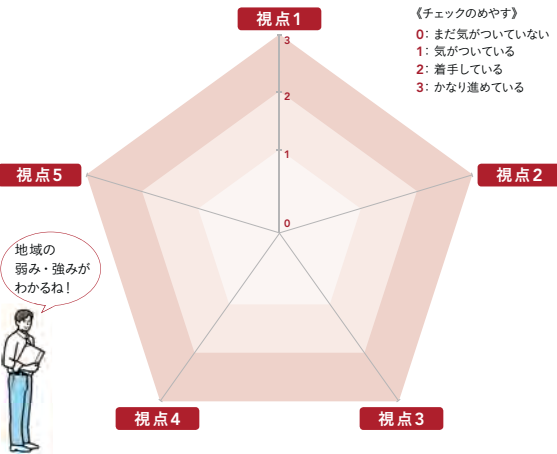 視点1
《チェックのめやす》
0：まだ気がついていない
1：気がついている
2：着手している
3：かなり進めている
3
2
1
0
視点5
視点2
地域の
弱み・強みが
わかるね！
視点4
視点3